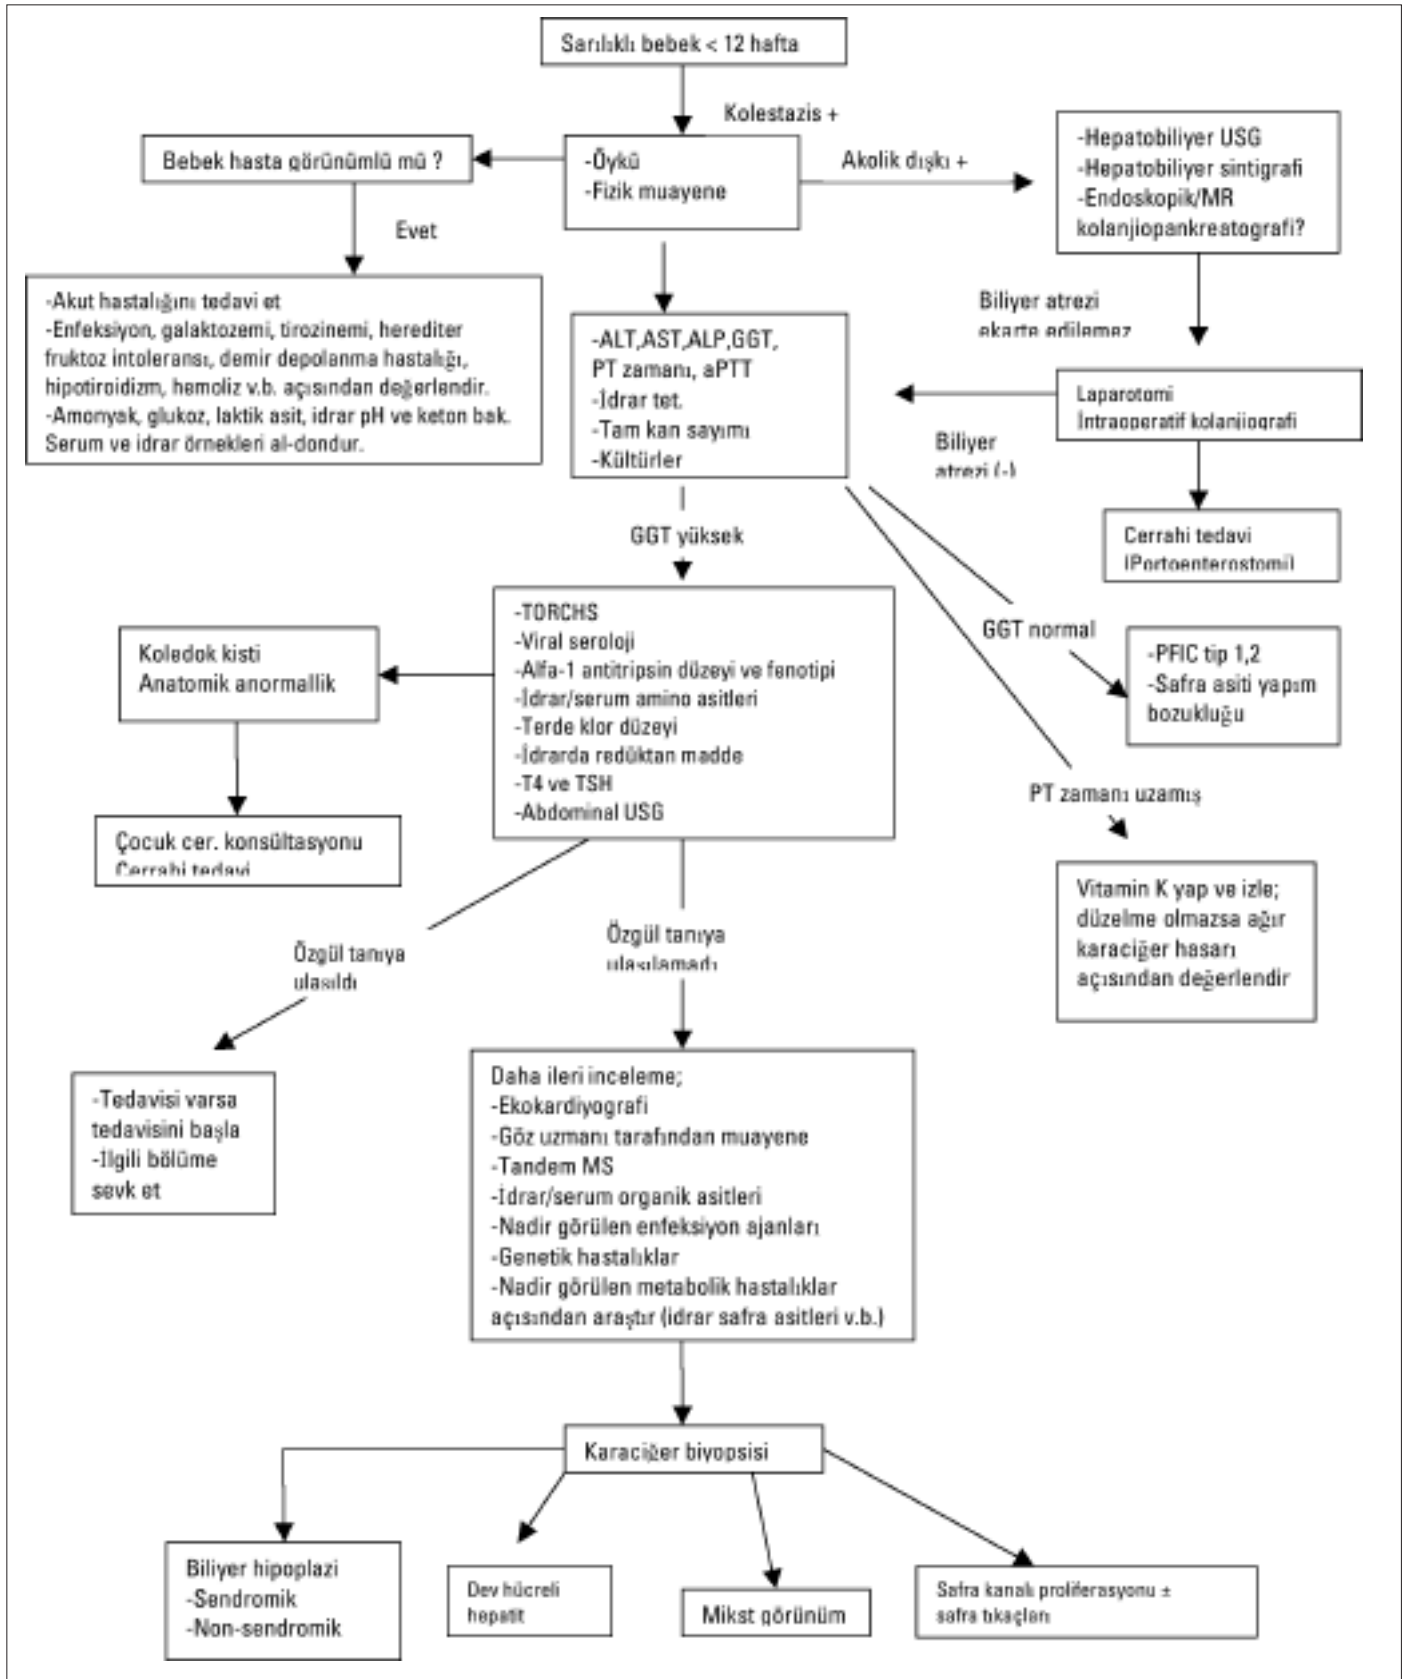 Sarılıklı bebek < 12 hafta
Kolestazis +
Bebek hasta görünümlü mü ?
-Öykü
-Fizik muayene
Akolik dışkı +
-Hepatobiliyer USG
-Hepatobiliyer sintigrafi
-Endoskopik/MR
kolanjiopankreatografi?
Evet
-Akut hastalığını tedavi et
-Enfeksiyon, galaktozemi, tirozinemi, herediter
fruktoz intoleransı, demir depolanma hastalığı,
hipotiroidizm, hemoliz v.b. açısından değerlendir.
-Amonyak, glukoz, laktik asit, idrar pH ve keton bak.
Serum ve idrar örnekleri al-dondur.
-ALT,AST,ALP,GGT,
PT zamanı, aPTT
-İdrar tet.
-Tam kan sayımı
-Kültürler
Biliyer atrezi
ekarte edilemez
Laparotomi
İntraoperatif kolanjiografi
Biliyer
atrezi (-)
Cerrahi tedavi
(Portoenterostomi)
GGT yüksek
GGT normal
-PFIC tip 1,2
-Safra asiti yapım
bozukluğu
-TORCHS
-Viral seroloji
-Alfa-1 antitripsin düzeyi ve fenotipi
-İdrar/serum amino asitleri
-Terde klor düzeyi
-İdrarda redüktan madde
-T4 ve TSH
-Abdominal USG
Koledok kisti
Anatomik anormallik
Çocuk cer. konsültasyonu
Cerrahi tedavi
PT zamanı uzamış
Vitamin K yap ve izle;
düzelme olmazsa ağır
karaciğer hasarı
açısından değerlendir
Özgül tanıya
ulaşıldı
Özgül tanıya
ulaşılamadı
-Tedavisi varsa
tedavisini başla
-İlgili bölüme
sevk et
Daha ileri inceleme;
-Ekokardiyografi
-Göz uzmanı tarafından muayene
-Tandem MS
-İdrar/serum organik asitleri
-Nadir görülen enfeksiyon ajanları
-Genetik hastalıklar
-Nadir görülen metabolik hastalıklar
açısından araştır (idrar safra asitleri v.b.)
Karaciğer biyopsisi
Biliyer hipoplazi
-Sendromik
-Non-sendromik
Dev hücreli
hepatit
Mikst görünüm
Safra kanalı proliferasyonu ±
safra tıkaçları